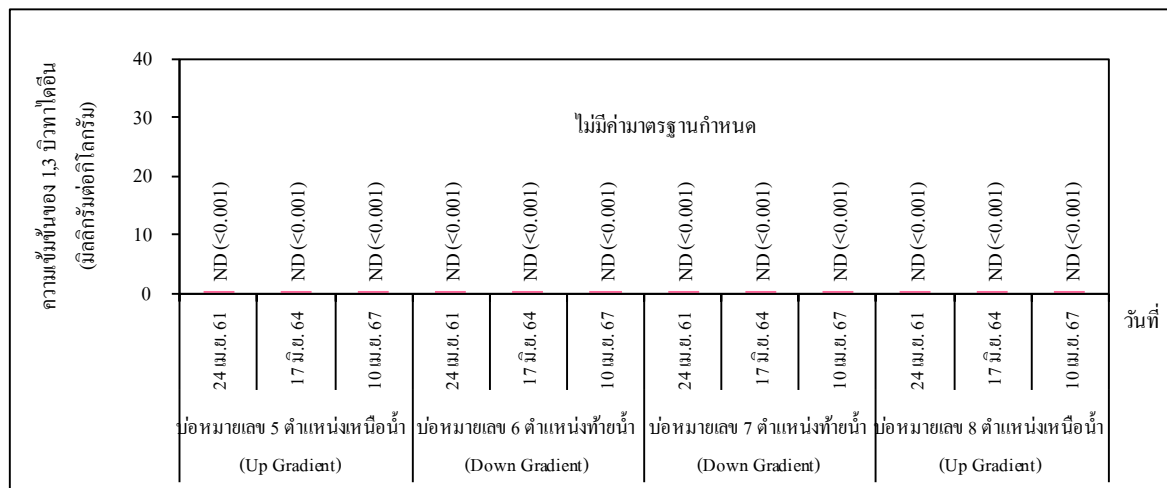 ความเข้มข้นของ 1,3 บิวทาไดอีน
(มิลลิกรัมต่อกิโลกรัม)
40
30
20
10
0
ไม่มีค่ามาตรฐานกำหนด
ND (<0.001)
ND (<0.001)
ND (<0.001)
ND (<0.001)
ND (<0.001)
ND (<0.001)
ND (<0.001)
ND (<0.001)
ND (<0.001)
ND (<0.001)
ND (<0.001)
ND (<0.001)
24 เม.ย. 61
17 มิ.ย. 64
10 เม.ย. 67
24 เม.ย. 61
17 มิ.ย. 64
10 เม.ย. 67
24 เม.ย. 61
17 มิ.ย. 64
10 เม.ย. 67
24 เม.ย. 61
17 มิ.ย. 64
10 เม.ย. 67
วันที่
บ่อหมายเลข 5 ตำแหน่งเหนือน้ำ
(Up Gradient)
บ่อหมายเลข 6 ตำแหน่งท้ายน้ำ
(Down Gradient)
บ่อหมายเลข 7 ตำแหน่งท้ายน้ำ
(Down Gradient)
บ่อหมายเลข 8 ตำแหน่งเหนือน้ำ
(Up Gradient)